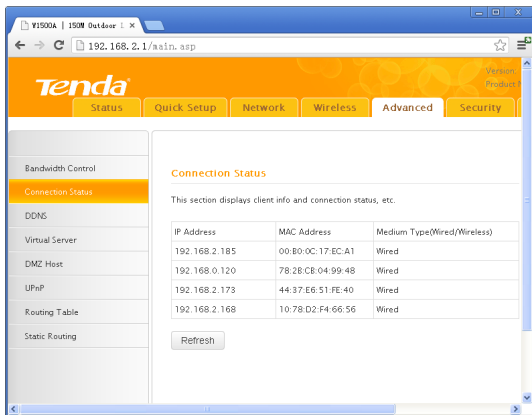 W1500A | 150M Outdoor 1
192.168.2.1/main.asp
Version:
Tenda
Product
Status Quick Setup Network Wireless Advanced Security
Bandwidth Control
Connection Status
DDNS
Virtual Server
DMZ Host
UPnP
Routing Table
Static Routing
Connection Status
This section displays client info and connection status, etc.
IP Address MAC Address Medium Type(Wired/Wireless)
192.168.2.185 00:B0:0C:17:EC:A1 Wired
192.168.0.120 78:2B:CB:04:99:48 Wired
192.168.2.173 44:37:E6:51:FE:40 Wired
192.168.2.168 10:78:D2:F4:66:56 Wired
Refresh